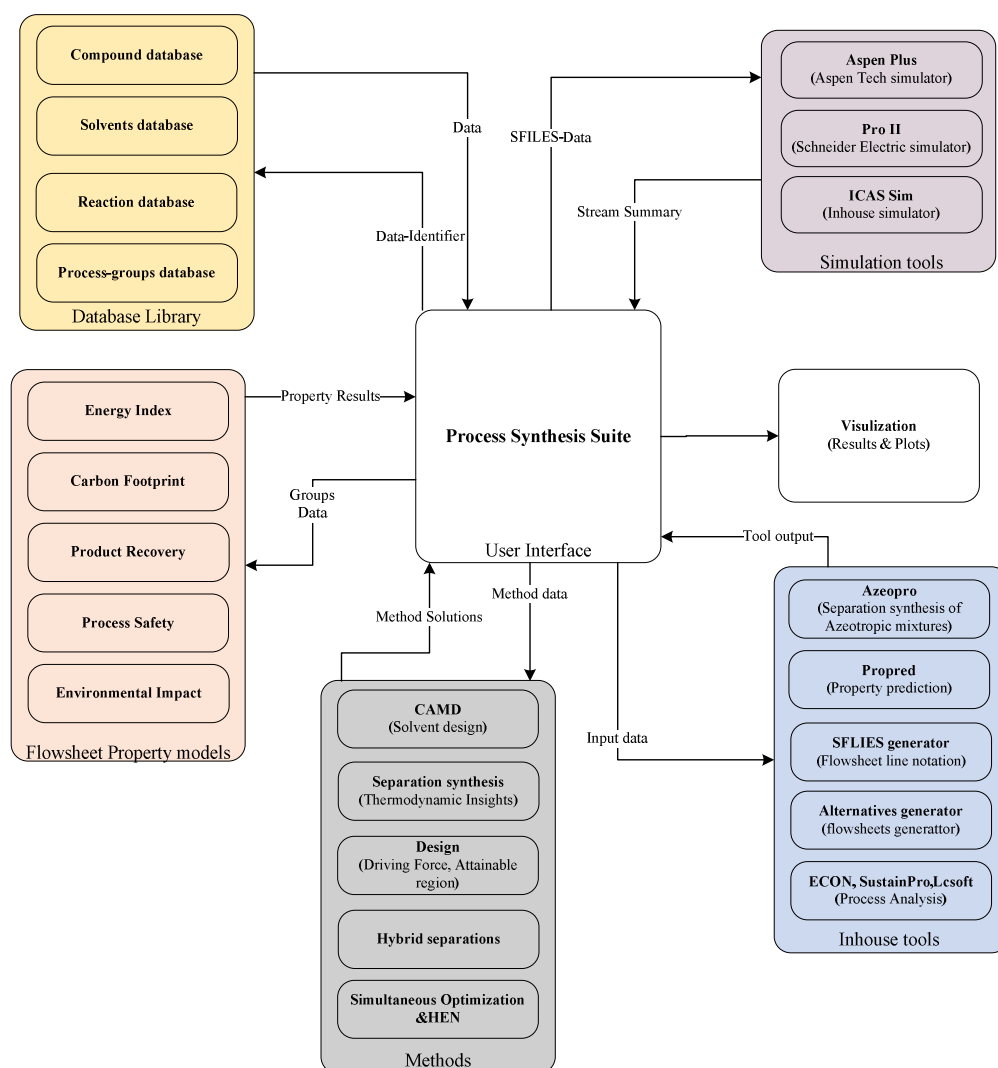 Compound database
Solvents database
Reaction database
Process-groups database
Database Library
Data
Data-Identifier
SFILES-Data
Stream Summary
Aspen Plus
(Aspen Tech simulator)
Pro II
(Schneider Electric simulator)
ICAS Sim
(Inhouse simulator)
Simulation tools
Energy Index
Carbon Footprint
Product Recovery
Process Safety
Environmental Impact
Flowsheet Property models
Property Results
Groups
Data
Process Synthesis Suite
User Interface
Visulization
(Results & Plots)
Tool output
Method Solutions
Method data
Input data
CAMD
(Solvent design)
Separation synthesis
(Thermodynamic Insights)
Design
(Driving Force, Attainable
region)
Hybrid separations
Simultaneous Optimization
&HEN
Methods
Azeopro
(Separation synthesis of
Azeotropic mixtures)
Propred
(Property prediction)
SFLIES generator
(Flowsheet line notation)
Alternatives generator
(flowsheets generattor)
ECON, SustainPro,Lcsoft
(Process Analysis)
Inhouse tools